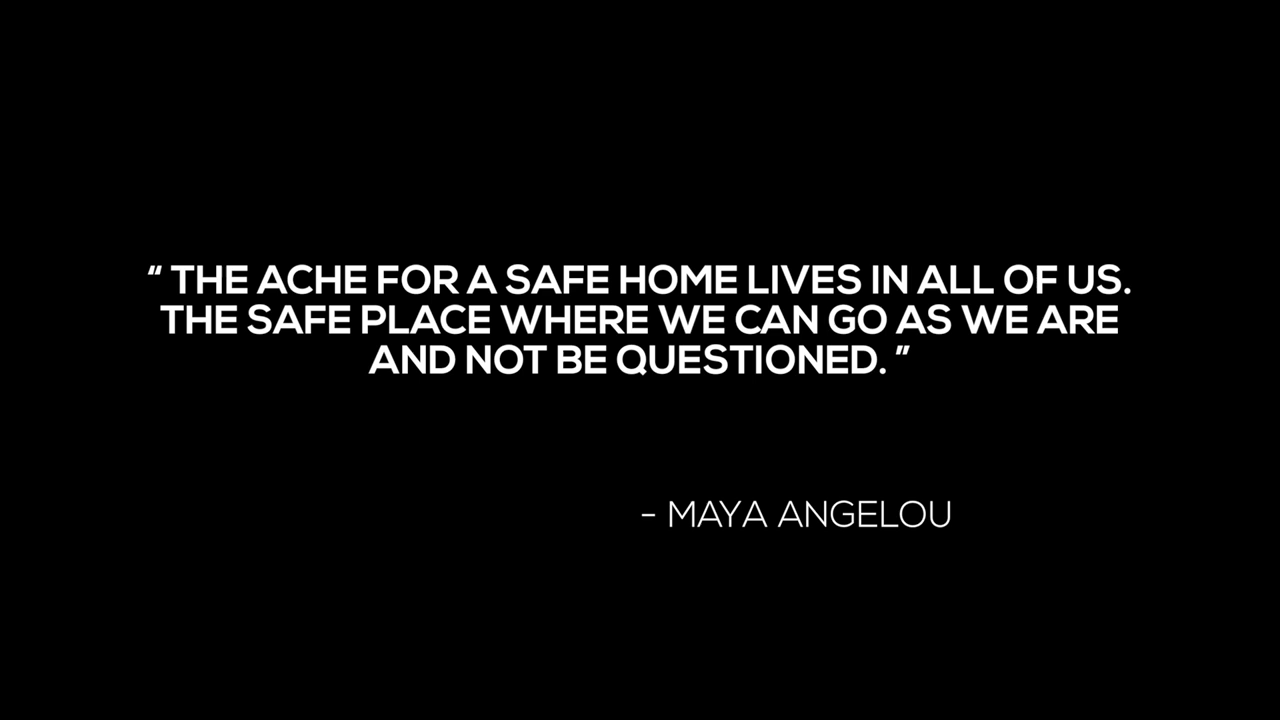 “ THE ACHE FOR A SAFE HOME LIVES IN ALL OF US.
THE SAFE PLACE WHERE WE CAN GO AS WE ARE
AND NOT BE QUESTIONED. ”
- MAYA ANGELOU